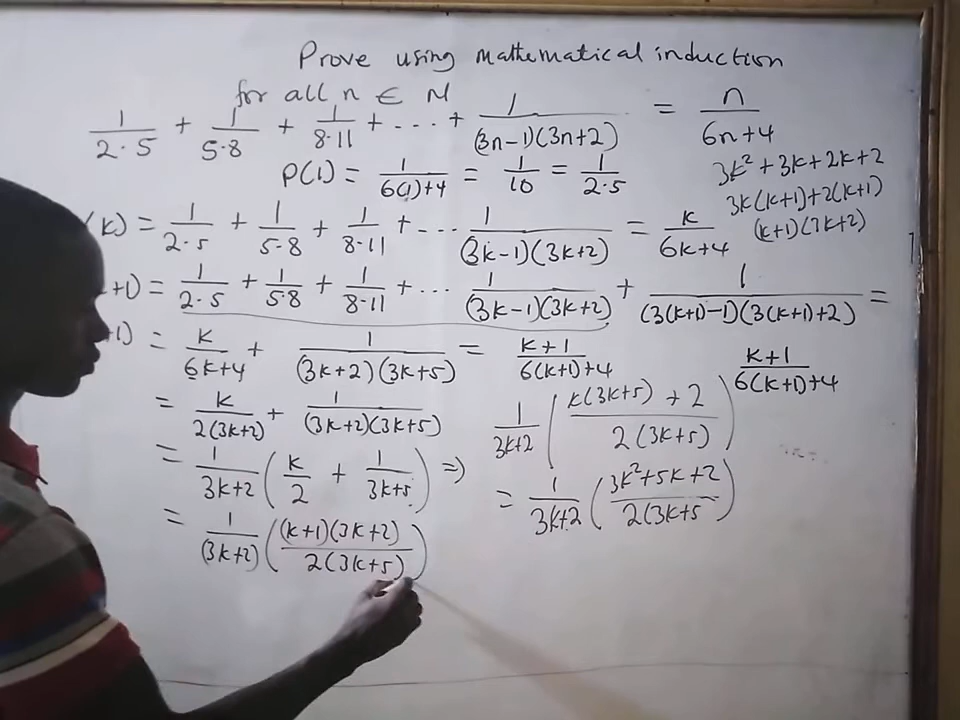 Prove using mathematical induction
for all n ∈ N
1/(2·5) + 1/(5·8) + 1/(8·11) + ... + 1/((3n-1)(3n+2)) = n/(6n+4)
P(1) = 1/(6(1)+4) = 1/10 = 1/(2·5)
3k² + 3k + 2k + 2
3k(k+1)+2(k+1)
(k+1)(3k+2)
(k) = 1/(2·5) + 1/(5·8) + 1/(8·11) + ... 1/((3k-1)(3k+2)) = k/(6k+4)
+1) = 1/(2·5) + 1/(5·8) + 1/(8·11) + ... 1/((3k-1)(3k+2)) + 1/((3(k+1)-1)(3(k+1)+2)) =
k+1/(6(k+1)+4)
+1) = k/(6k+4) + 1/((3k+2)(3k+5)) = (k+1)/(6(k+1)+4)
= k/(2(3k+2)) + 1/((3k+2)(3k+5))
= 1/(3k+2) (k/2 + 1/(3k+5)) ⇒
1/(3k+2) ((k(3k+5) + 2)/(2(3k+5)))
= 1/(3k+2) ((3k²+5k+2)/(2(3k+5))
= 1/(3k+2) ((k+1)(3k+2)/(2(3k+5)))